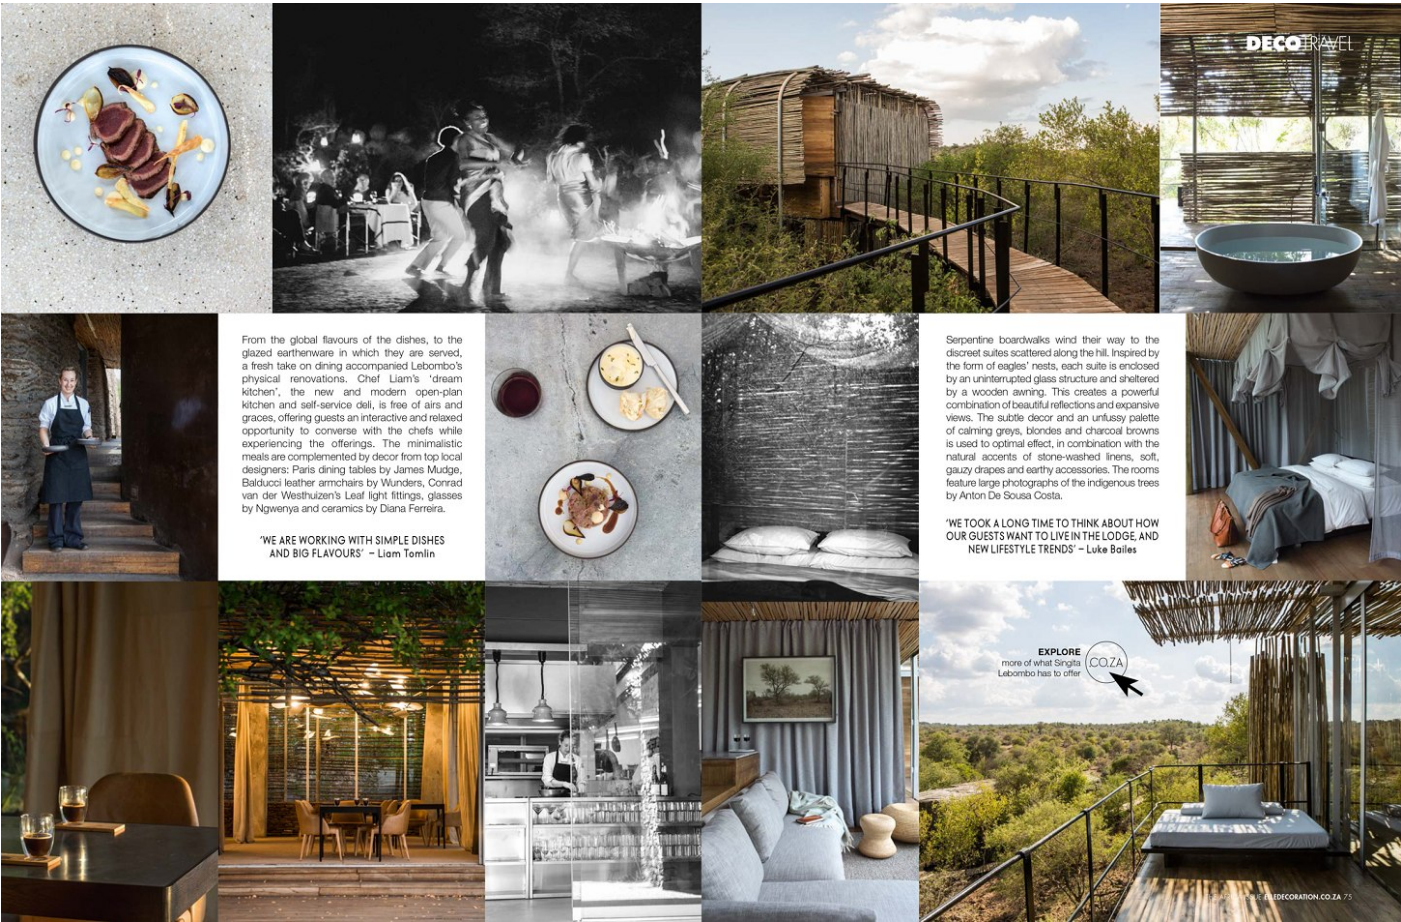 DECOTRAVEL
From the global flavours of the dishes, to the
glazed earthenware in which they are served,
a fresh take on dining accompanied Lebombo's
physical renovations. Chef Liam's 'dream
kitchen', the new and modern open-plan
kitchen and self-service deli, is free of airs and
graces, offering guests an interactive and relaxed
opportunity to converse with the chefs while
experiencing the offerings. The minimalistic
meals are complemented by decor from top local
designers: Paris dining tables by James Mudge,
Balducci leather armchairs by Wunders, Conrad
van der Westhuizen's Leaf light fittings, glasses
by Ngwenya and ceramics by Diana Ferreira.
'WE ARE WORKING WITH SIMPLE DISHES
AND BIG FLAVOURS' – Liam Tomlin
Serpentine boardwalks wind their way to the
discreet suites scattered along the hill. Inspired by
the form of eagles' nests, each suite is enclosed
by an uninterrupted glass structure and sheltered
by a wooden awning. This creates a powerful
combination of beautiful reflections and expansive
views. The subtle decor and an unfussy palette
of calming greys, blondes and charcoal browns
is used to optimal effect, in combination with the
natural accents of stone-washed linens, soft,
gauzy drapes and earthy accessories. The rooms
feature large photographs of the indigenous trees
by Anton De Sousa Costa.
'WE TOOK A LONG TIME TO THINK ABOUT HOW
OUR GUESTS WANT TO LIVE IN THE LODGE, AND
NEW LIFESTYLE TRENDS' – Luke Bailes
EXPLORE
more of what Singita
Lebombo has to offer
.CO.ZA
ELLEDECORATION.CO.ZA 75